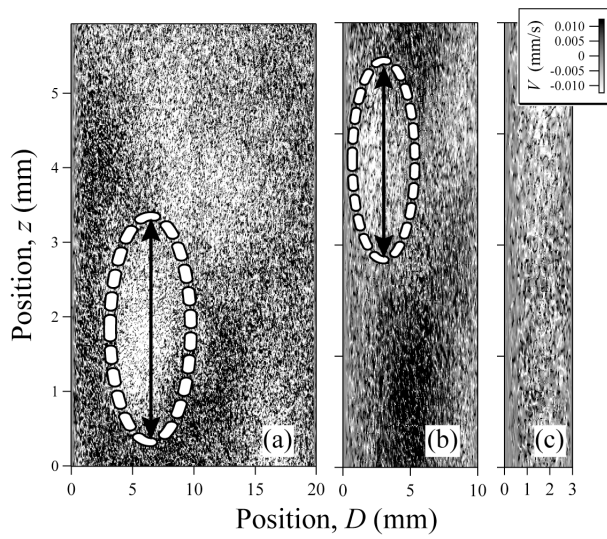 V (mm/s)
0.010
0.005
0
-0.005
-0.010
Position, z (mm)
5
4
3
2
1
0
(a)
(b)
(c)
0 5 10 15 20
0 5 10
0 1 2 3
Position, D (mm)